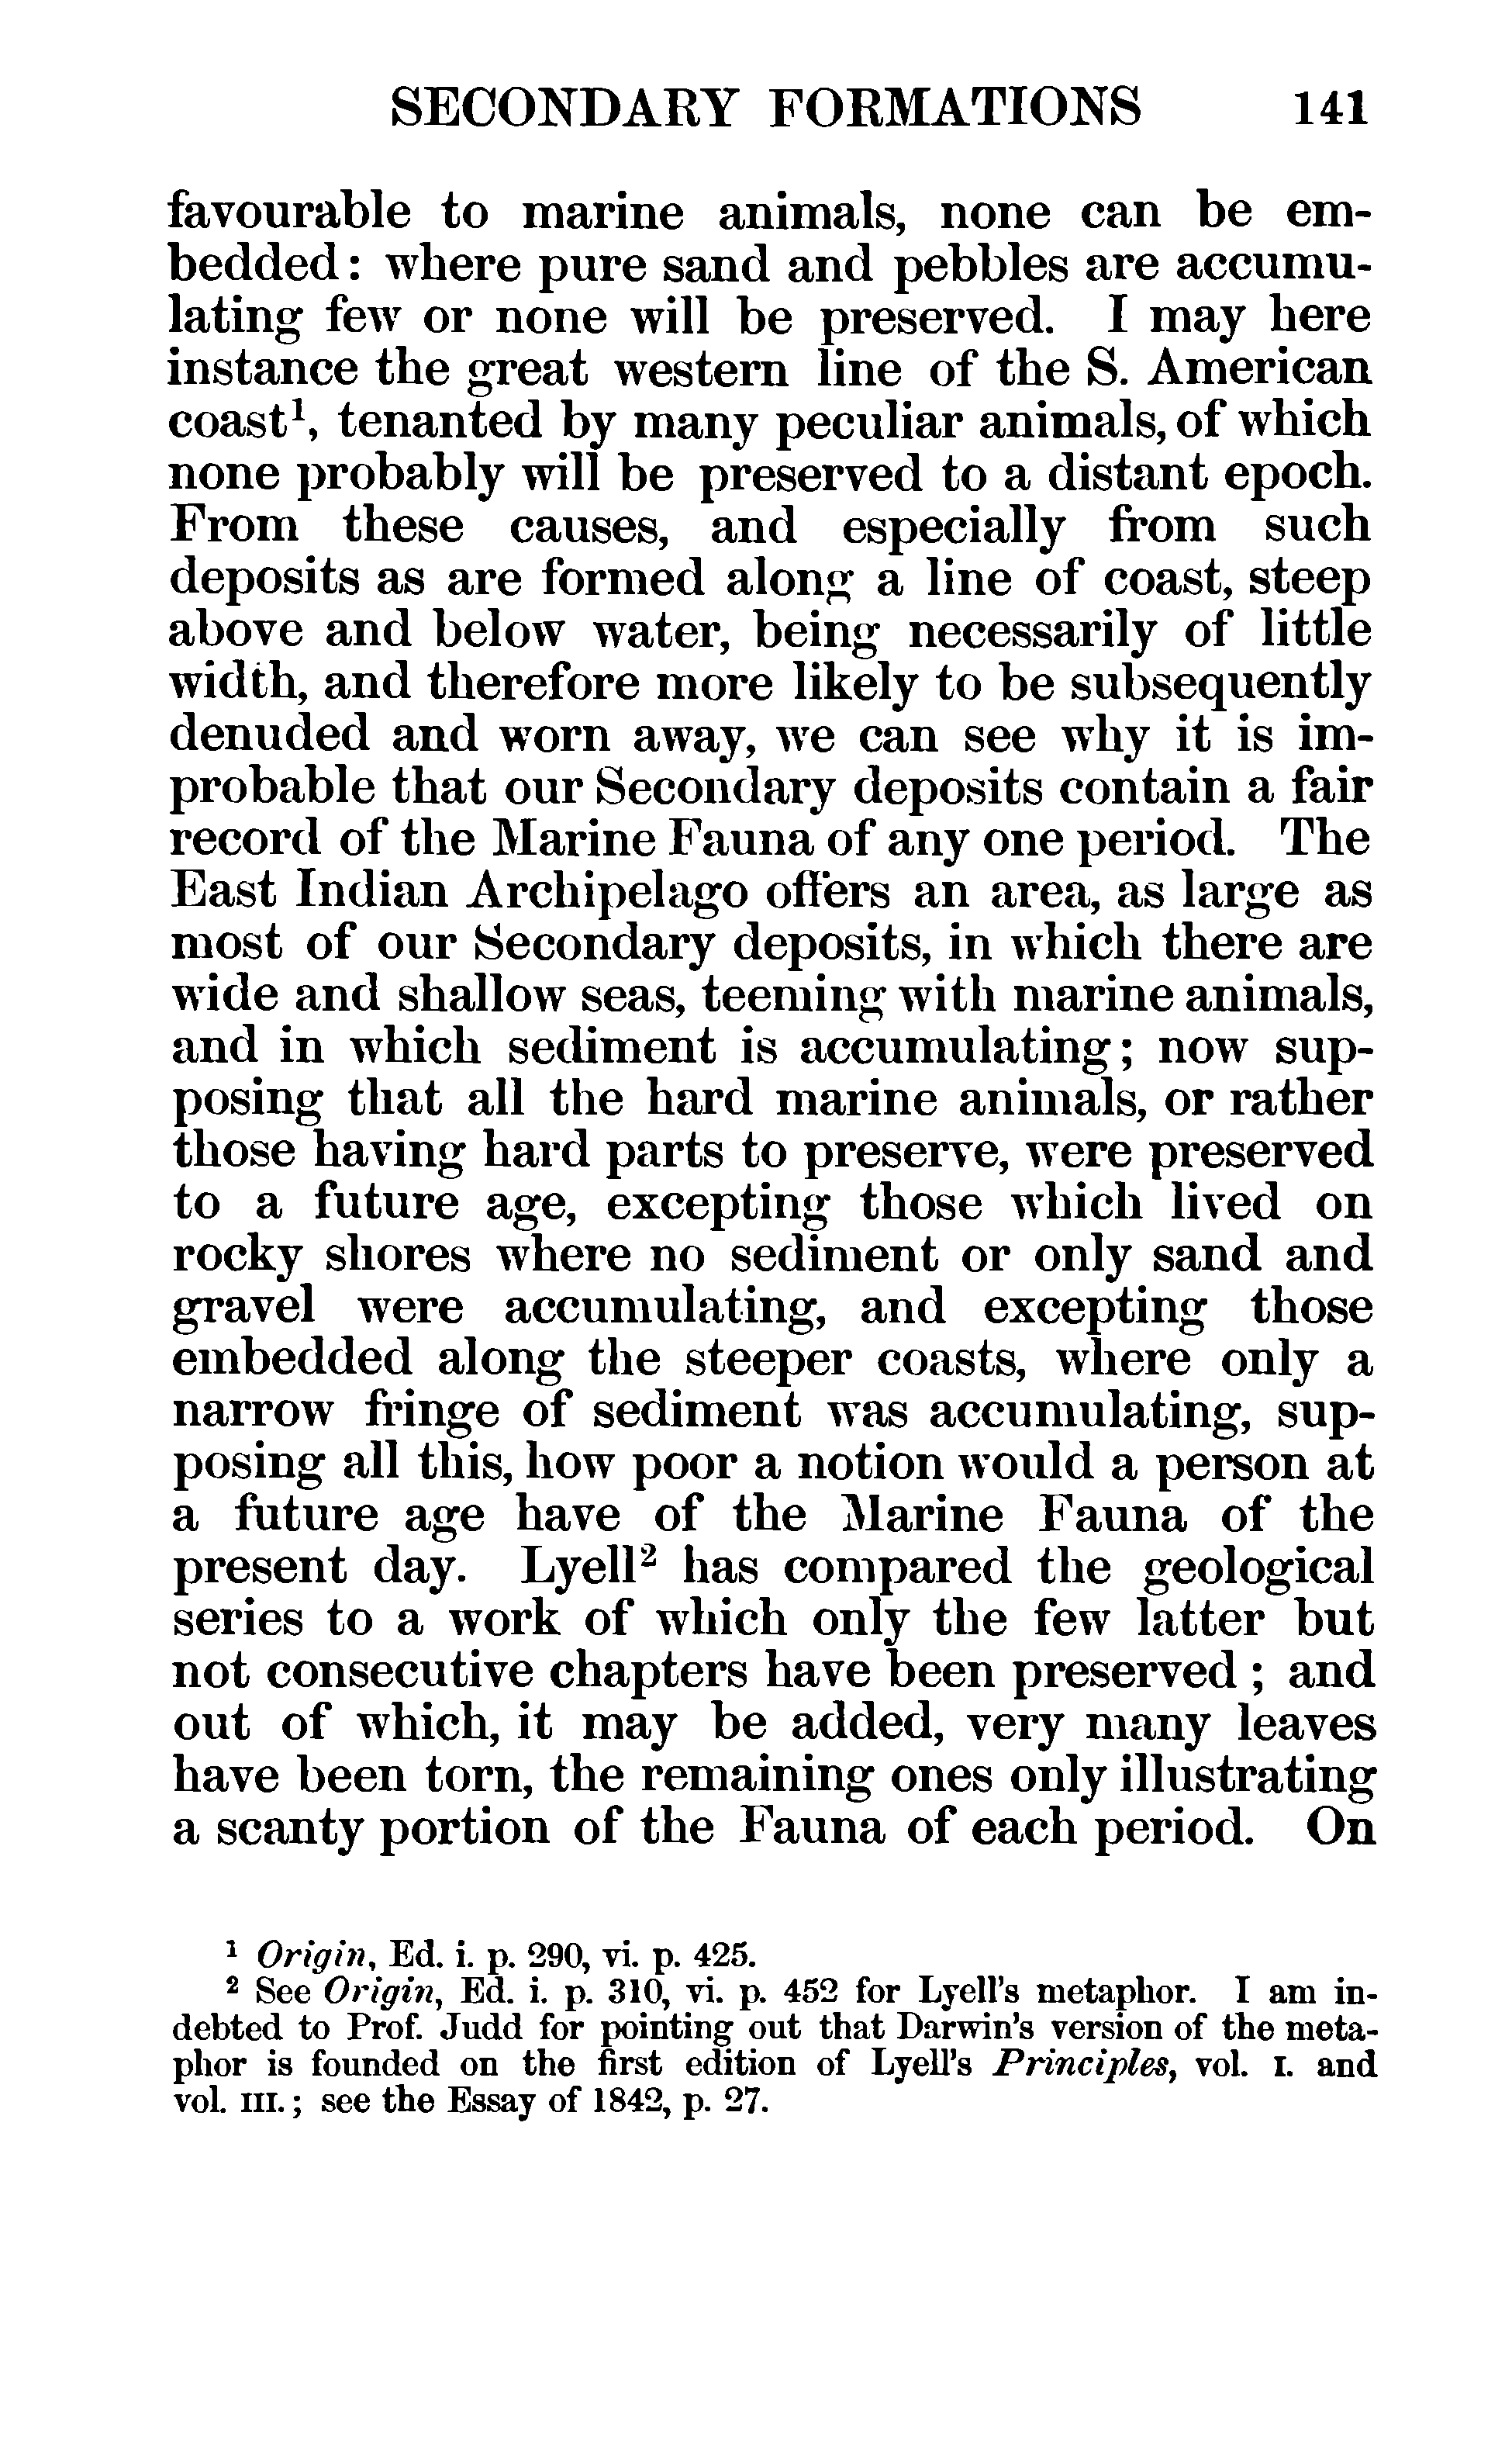 SECONDARY FORMATIONS 141
favourable to marine animals, none can be em-
bedded: where pure sand and pebbles are accumu-
lating few or none will be preserved. I may here
instance the great western line of the S. American
coast¹, tenanted by many peculiar animals, of which
none probably will be preserved to a distant epoch.
From these causes, and especially from such
deposits as are formed along a line of coast, steep
above and below water, being necessarily of little
width, and therefore more likely to be subsequently
denuded and worn away, we can see why it is im-
probable that our Secondary deposits contain a fair
record of the Marine Fauna of any one period. The
East Indian Archipelago offers an area, as large as
most of our Secondary deposits, in which there are
wide and shallow seas, teeming with marine animals,
and in which sediment is accumulating; now sup-
posing that all the hard marine animals, or rather
those having hard parts to preserve, were preserved
to a future age, excepting those which lived on
rocky shores where no sediment or only sand and
gravel were accumulating, and excepting those
embedded along the steeper coasts, where only a
narrow fringe of sediment was accumulating, sup-
posing all this, how poor a notion would a person at
a future age have of the Marine Fauna of the
present day. Lyell² has compared the geological
series to a work of which only the few latter but
not consecutive chapters have been preserved; and
out of which, it may be added, very many leaves
have been torn, the remaining ones only illustrating
a scanty portion of the Fauna of each period. On
¹ Origin, Ed. i. p. 290, vi. p. 425.
² See Origin, Ed. i. p. 310, vi. p. 452 for Lyell's metaphor. I am in-
debted to Prof. Judd for pointing out that Darwin's version of the meta-
phor is founded on the first edition of Lyell's Principles, vol. I. and
vol. III.; see the Essay of 1842, p. 27.